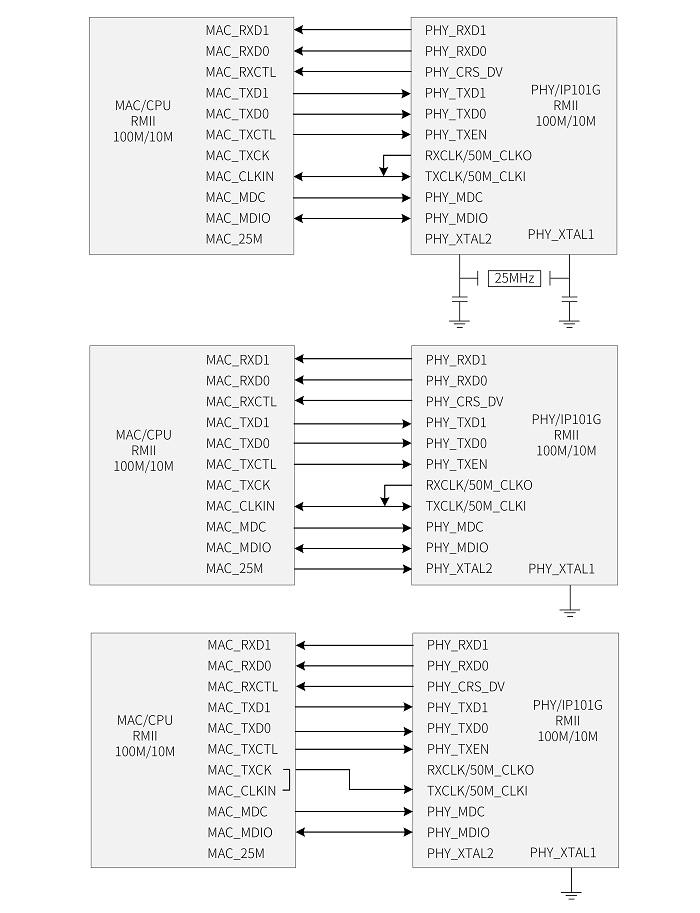 MAC/CPU
RMII
100M/10M
MAC_RXD1
MAC_RXD0
MAC_RXCTL
MAC_TXD1
MAC_TXD0
MAC_TXCTL
MAC_TXCK
MAC_CLKIN
MAC_MDC
MAC_MDIO
MAC_25M
PHY_RXD1
PHY_RXD0
PHY_CRS_DV
PHY_TXD1
PHY_TXD0
PHY_TXEN
RXCLK/50M_CLKO
TXCLK/50M_CLKI
PHY_MDC
PHY_MDIO
PHY_XTAL2
PHY/IP101G
RMII
100M/10M
PHY_XTAL1
25MHz
MAC/CPU
RMII
100M/10M
MAC_RXD1
MAC_RXD0
MAC_RXCTL
MAC_TXD1
MAC_TXD0
MAC_TXCTL
MAC_TXCK
MAC_CLKIN
MAC_MDC
MAC_MDIO
MAC_25M
PHY_RXD1
PHY_RXD0
PHY_CRS_DV
PHY_TXD1
PHY_TXD0
PHY_TXEN
RXCLK/50M_CLKO
TXCLK/50M_CLKI
PHY_MDC
PHY_MDIO
PHY_XTAL2
PHY/IP101G
RMII
100M/10M
PHY_XTAL1
MAC/CPU
RMII
100M/10M
MAC_RXD1
MAC_RXD0
MAC_RXCTL
MAC_TXD1
MAC_TXD0
MAC_TXCTL
MAC_TXCK
MAC_CLKIN
MAC_MDC
MAC_MDIO
MAC_25M
PHY_RXD1
PHY_RXD0
PHY_CRS_DV
PHY_TXD1
PHY_TXD0
PHY_TXEN
RXCLK/50M_CLKO
TXCLK/50M_CLKI
PHY_MDC
PHY_MDIO
PHY_XTAL2
PHY/IP101G
RMII
100M/10M
PHY_XTAL1